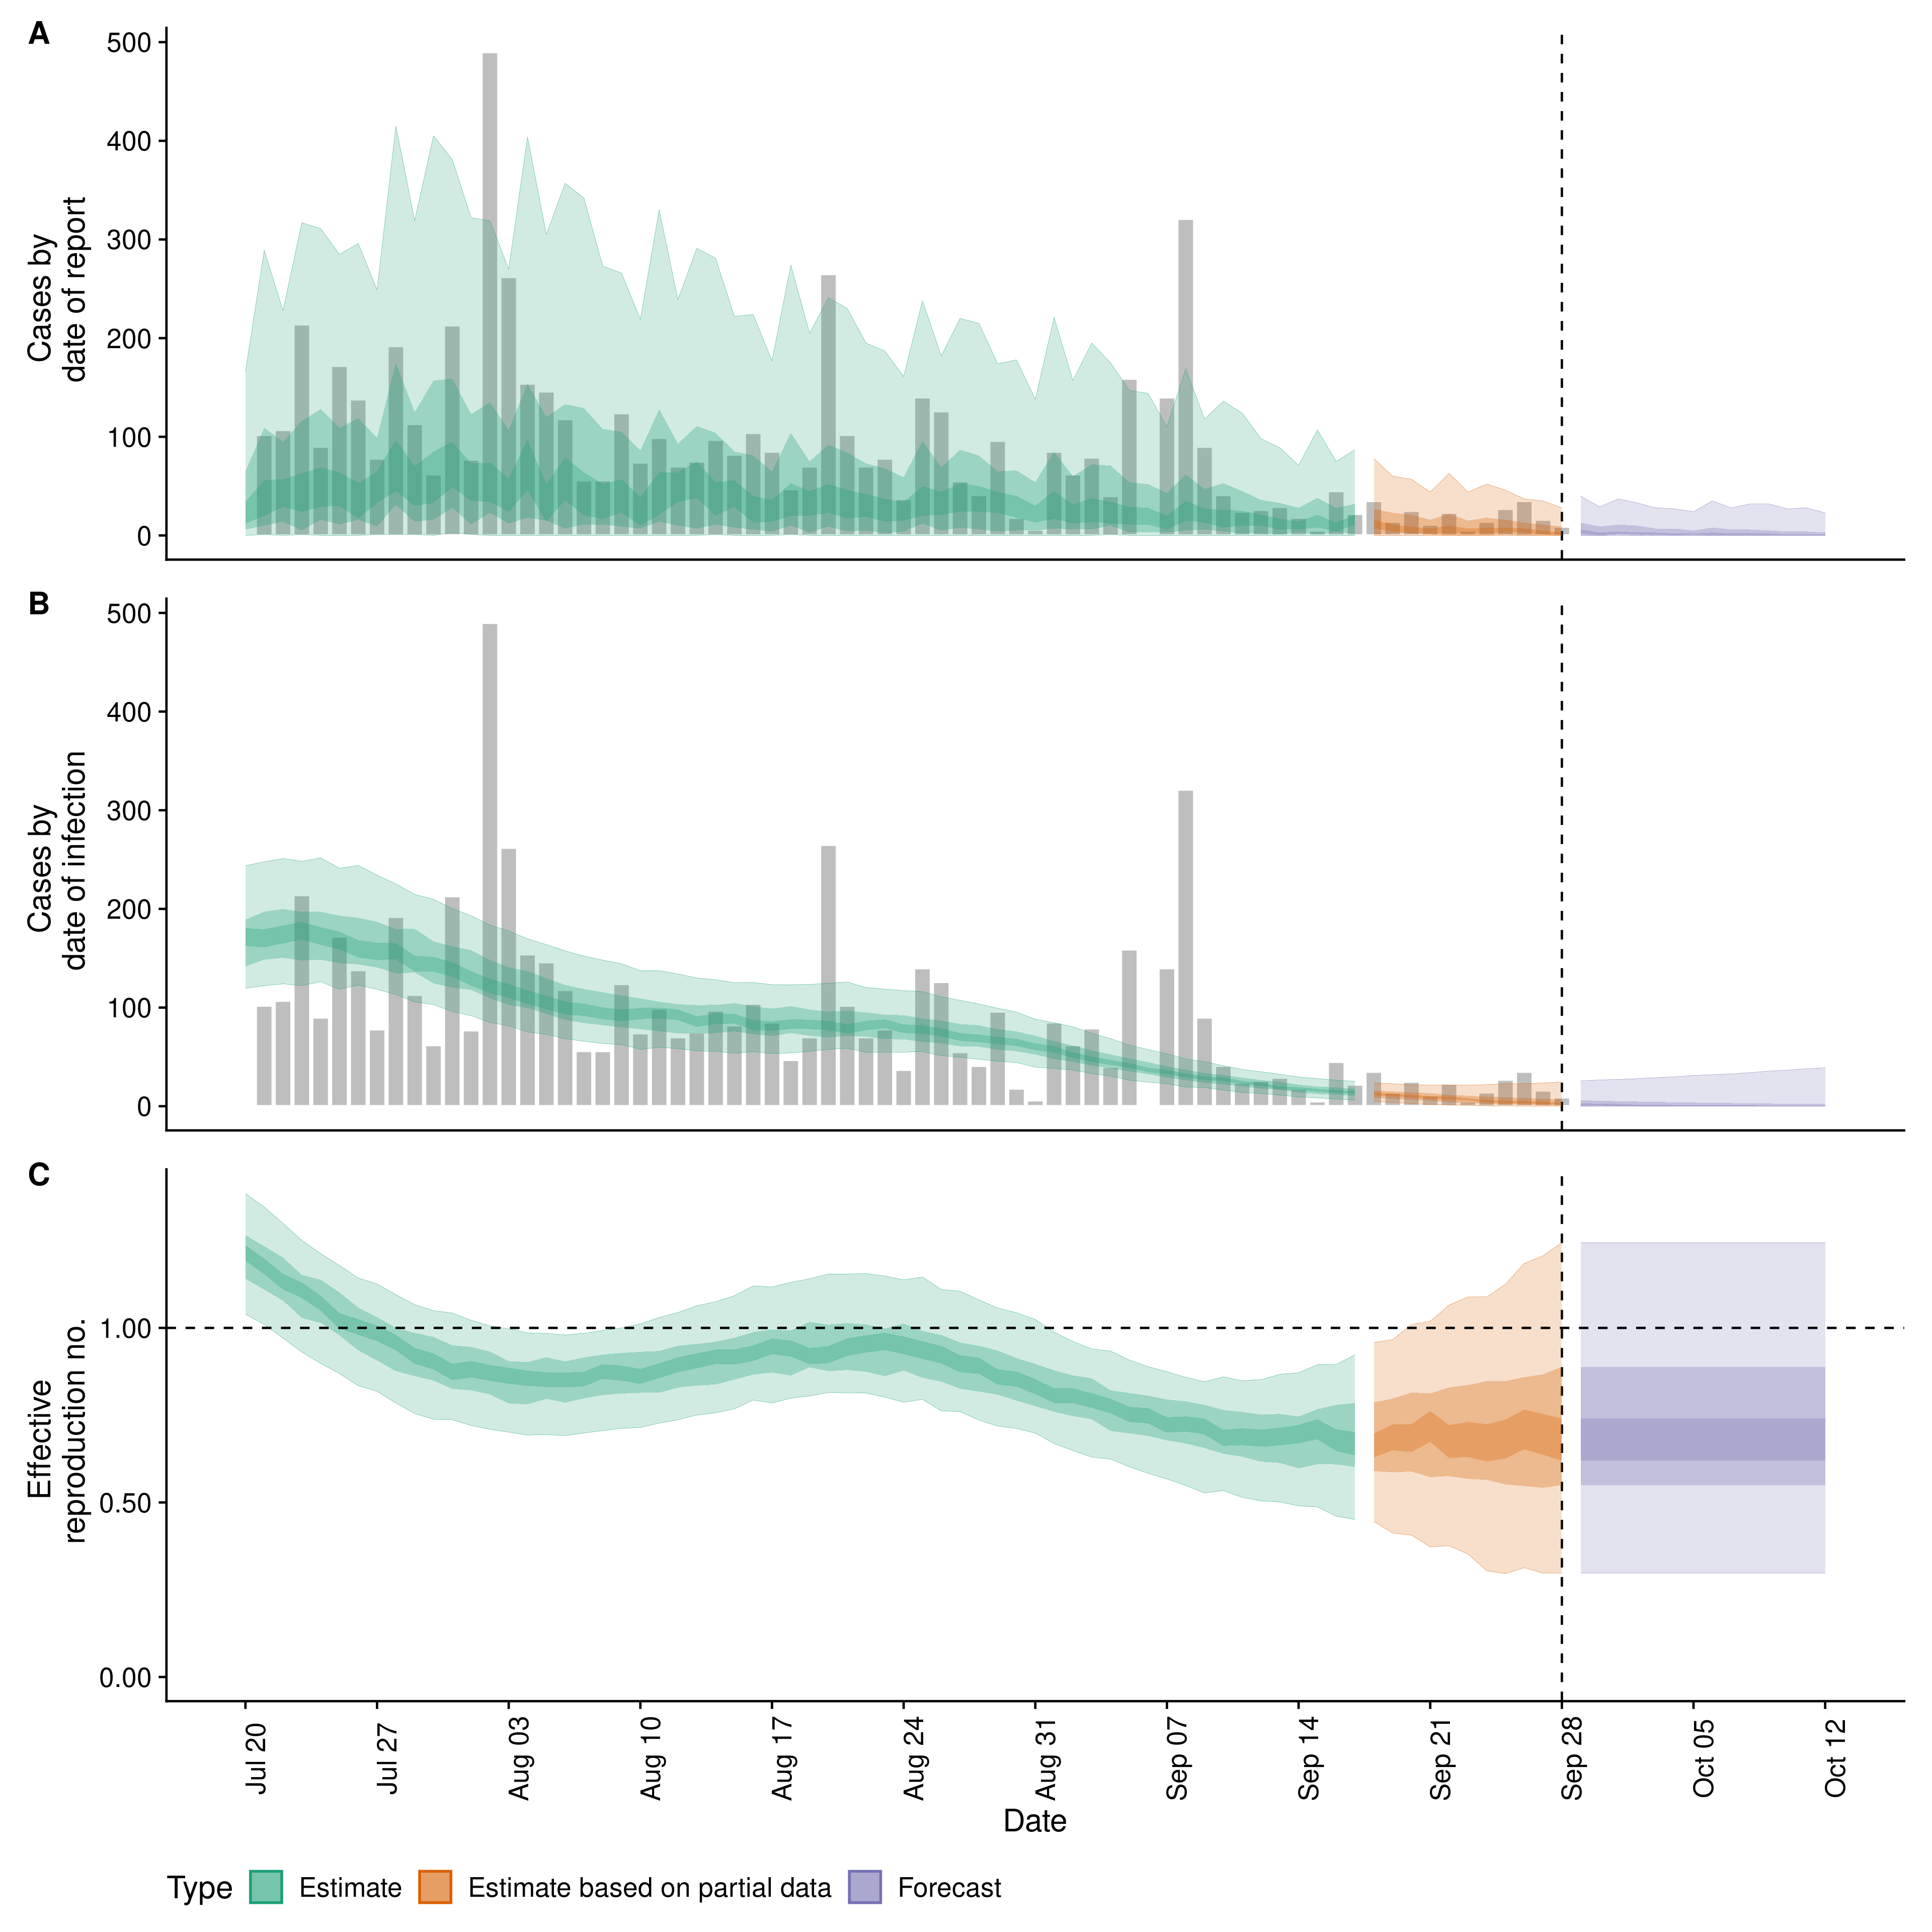 A
500
400
300
200
100
0
Cases by
date of report
B
500
400
300
200
100
0
Cases by
date of infection
C
1.00
0.50
0.00
Effective
reproduction no.
Jul 20
Jul 27
Aug 03
Aug 10
Aug 17
Aug 24
Aug 31
Sep 07
Sep 14
Sep 21
Sep 28
Oct 05
Oct 12
Date
Type Estimate Estimate based on partial data Forecast